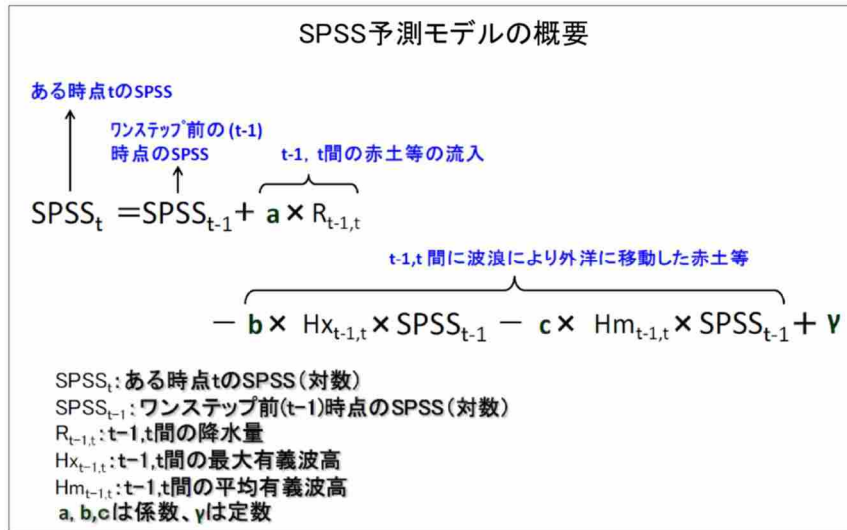 SPSS予測モデルの概要
ある時点tのSPSS
ワンステップ前の(t-1)
時点のSPSS
t-1, t間の赤土等の流入
SPSSt =SPSSt-1+ a× Rt-1,t
t-1,t間に波浪により外洋に移動した赤土等
− b× Hxt-1,t×SPSSt-1 − c× Hmt-1,t×SPSSt-1+ γ
SPSSt:ある時点tのSPSS(対数)
SPSSt-1:ワンステップ前(t-1)時点のSPSS(対数)
Rt-1,t:t-1,t間の降水量
Hxt-1,t:t-1,t間の最大有義波高
Hmt-1,t:t-1,t間の平均有義波高
a, b,cは係数、γは定数